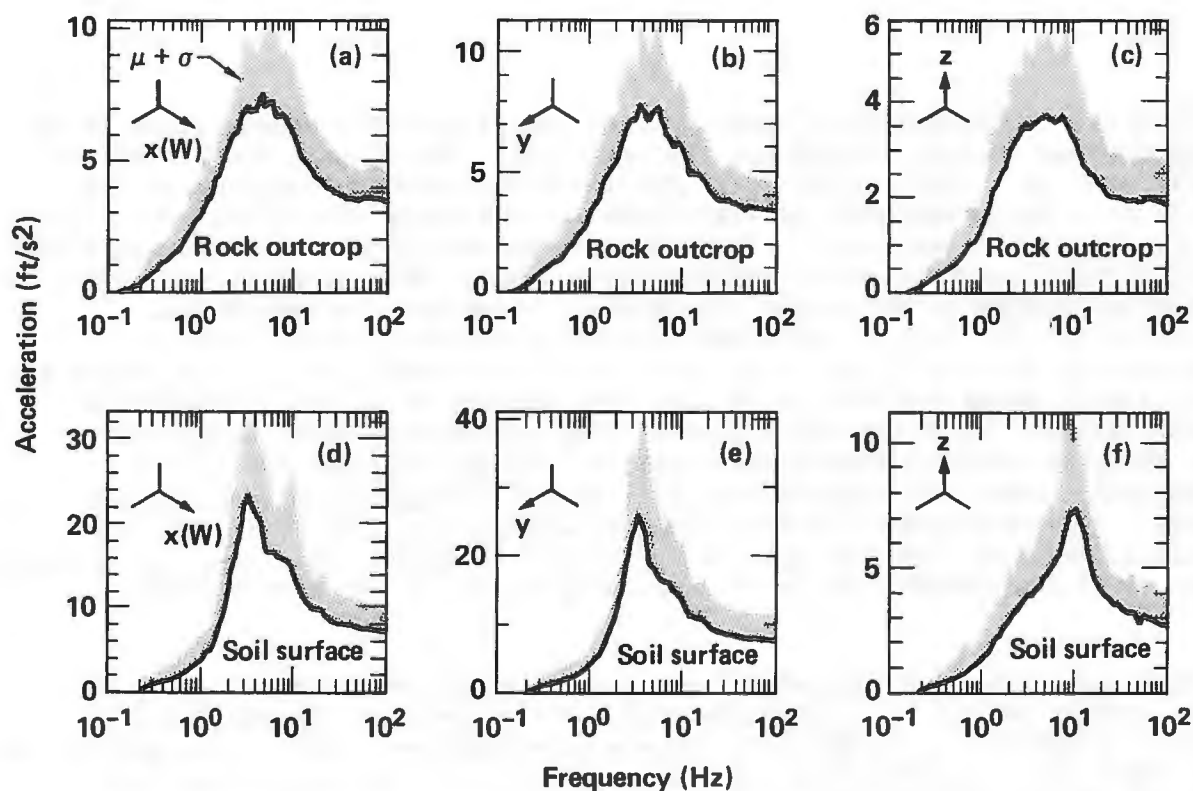 Acceleration (ft/s2)
10
5
0
μ + σ
(a)
x(W)
Rock outcrop
10⁻¹ 10⁰ 10¹ 10²
10
5
0
(b)
y
Rock outcrop
10⁻¹ 10⁰ 10¹ 10²
6
4
2
0
(c)
z
Rock outcrop
10⁻¹ 10⁰ 10¹ 10²
30
20
10
0
(d)
x(W)
Soil surface
10⁻¹ 10⁰ 10¹ 10²
40
20
0
(e)
y
Soil surface
10⁻¹ 10⁰ 10¹ 10²
10
5
0
(f)
z
Soil surface
10⁻¹ 10⁰ 10¹ 10²
Frequency (Hz)